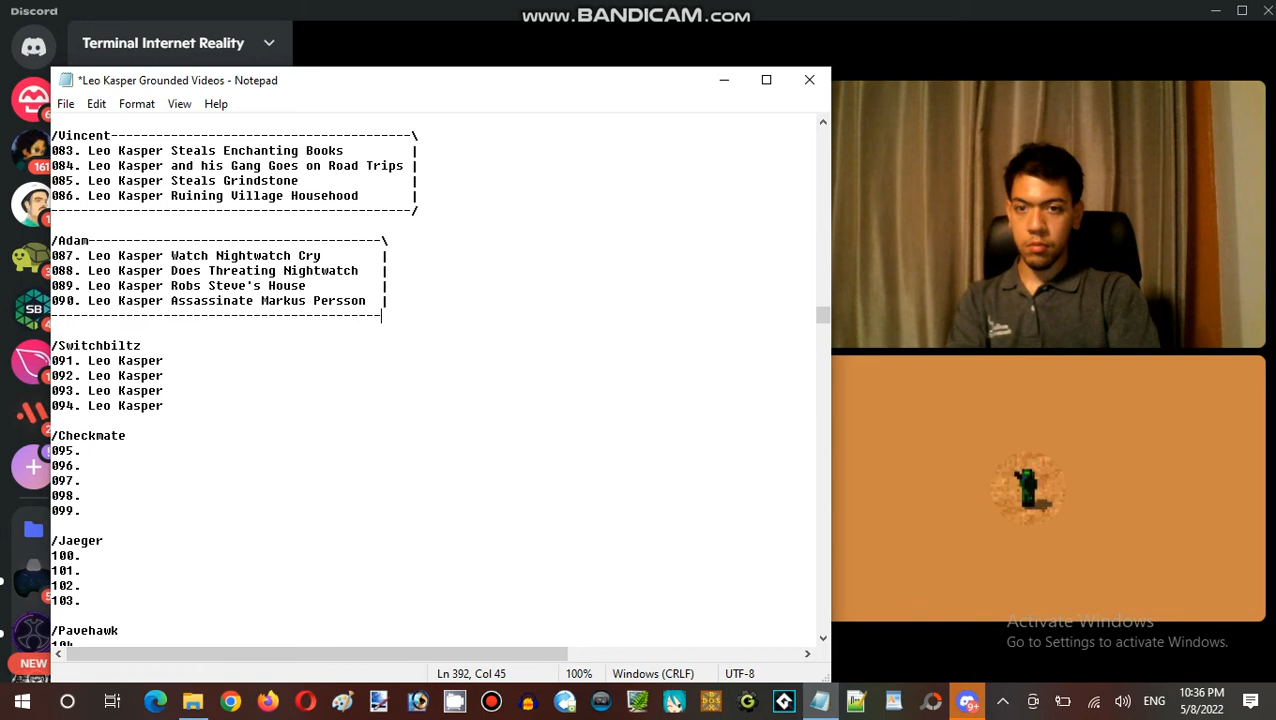 Discord
www.BANDICAM.com
Terminal Internet Reality
*Leo Kasper Grounded Videos - Notepad
File Edit Format View Help
/Vincent----------------------------------------\
083. Leo Kasper Steals Enchanting Books |
084. Leo Kasper and his Gang Goes on Road Trips |
085. Leo Kasper Steals Grindstone |
086. Leo Kasper Ruining Village Househood |
------------------------------------------------/
/Adam---------------------------------------\
087. Leo Kasper Watch Nightwatch Cry |
088. Leo Kasper Does Threating Nightwatch |
089. Leo Kasper Robs Steve's House |
090. Leo Kasper Assassinate Markus Persson |
--------------------------------------------
/Switchbiltz
091. Leo Kasper
092. Leo Kasper
093. Leo Kasper
094. Leo Kasper
/Checkmate
095.
096.
097.
098.
099.
/Jaeger
100.
101.
102.
103.
/Pavehawk
161
SB
NEW
Activate Windows
Go to Settings to activate Windows.
Ln 392, Col 45 100% Windows (CRLF) UTF-8
ENG
10:36 PM
5/8/2022